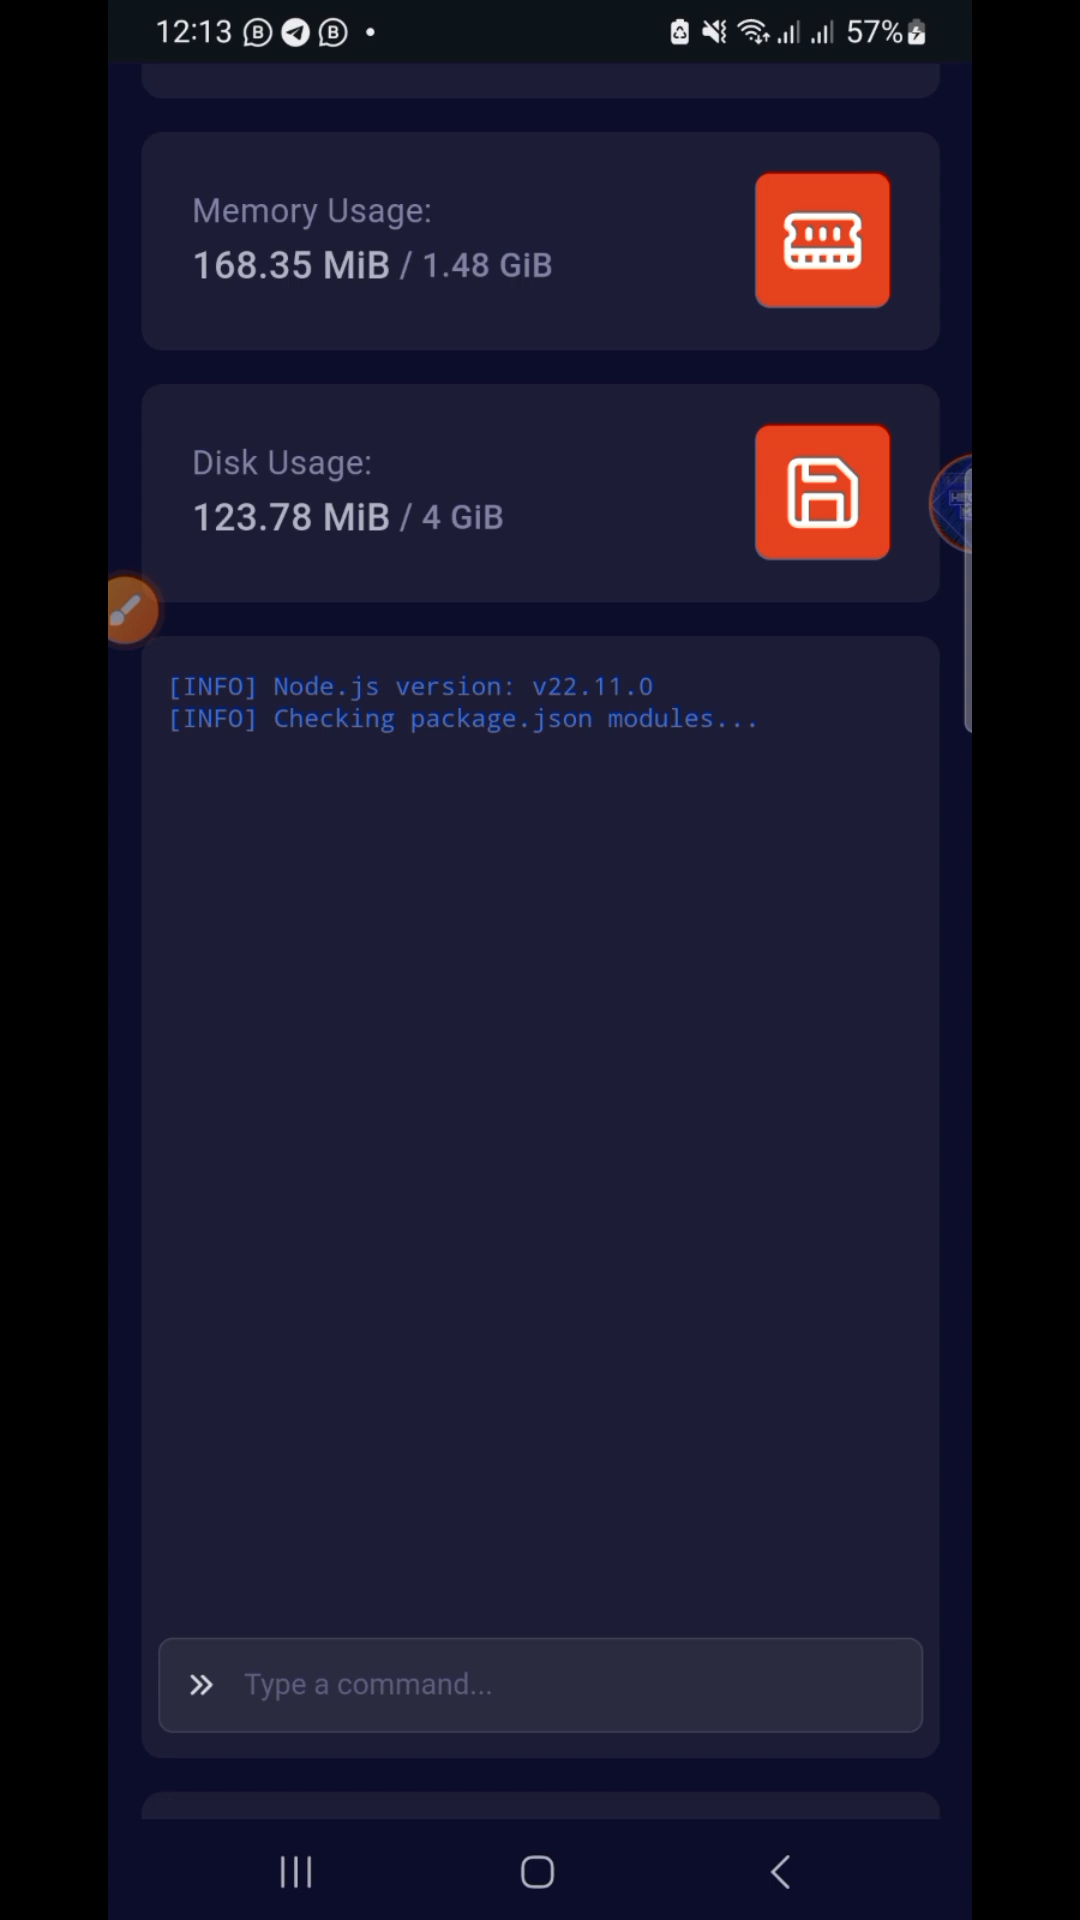 12:13
57%
Memory Usage:
168.35 MiB / 1.48 GiB
Disk Usage:
123.78 MiB / 4 GiB
[INFO] Node.js version: v22.11.0
[INFO] Checking package.json modules...
Type a command...